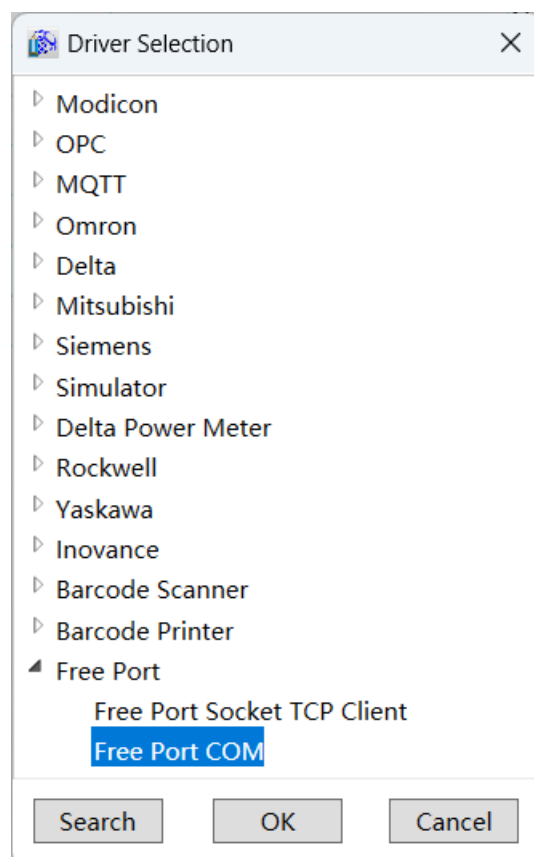 Driver Selection
Modicon
OPC
MQTT
Omron
Delta
Mitsubishi
Siemens
Simulator
Delta Power Meter
Rockwell
Yaskawa
Inovance
Barcode Scanner
Barcode Printer
Free Port
Free Port Socket TCP Client
Free Port COM
Search OK Cancel